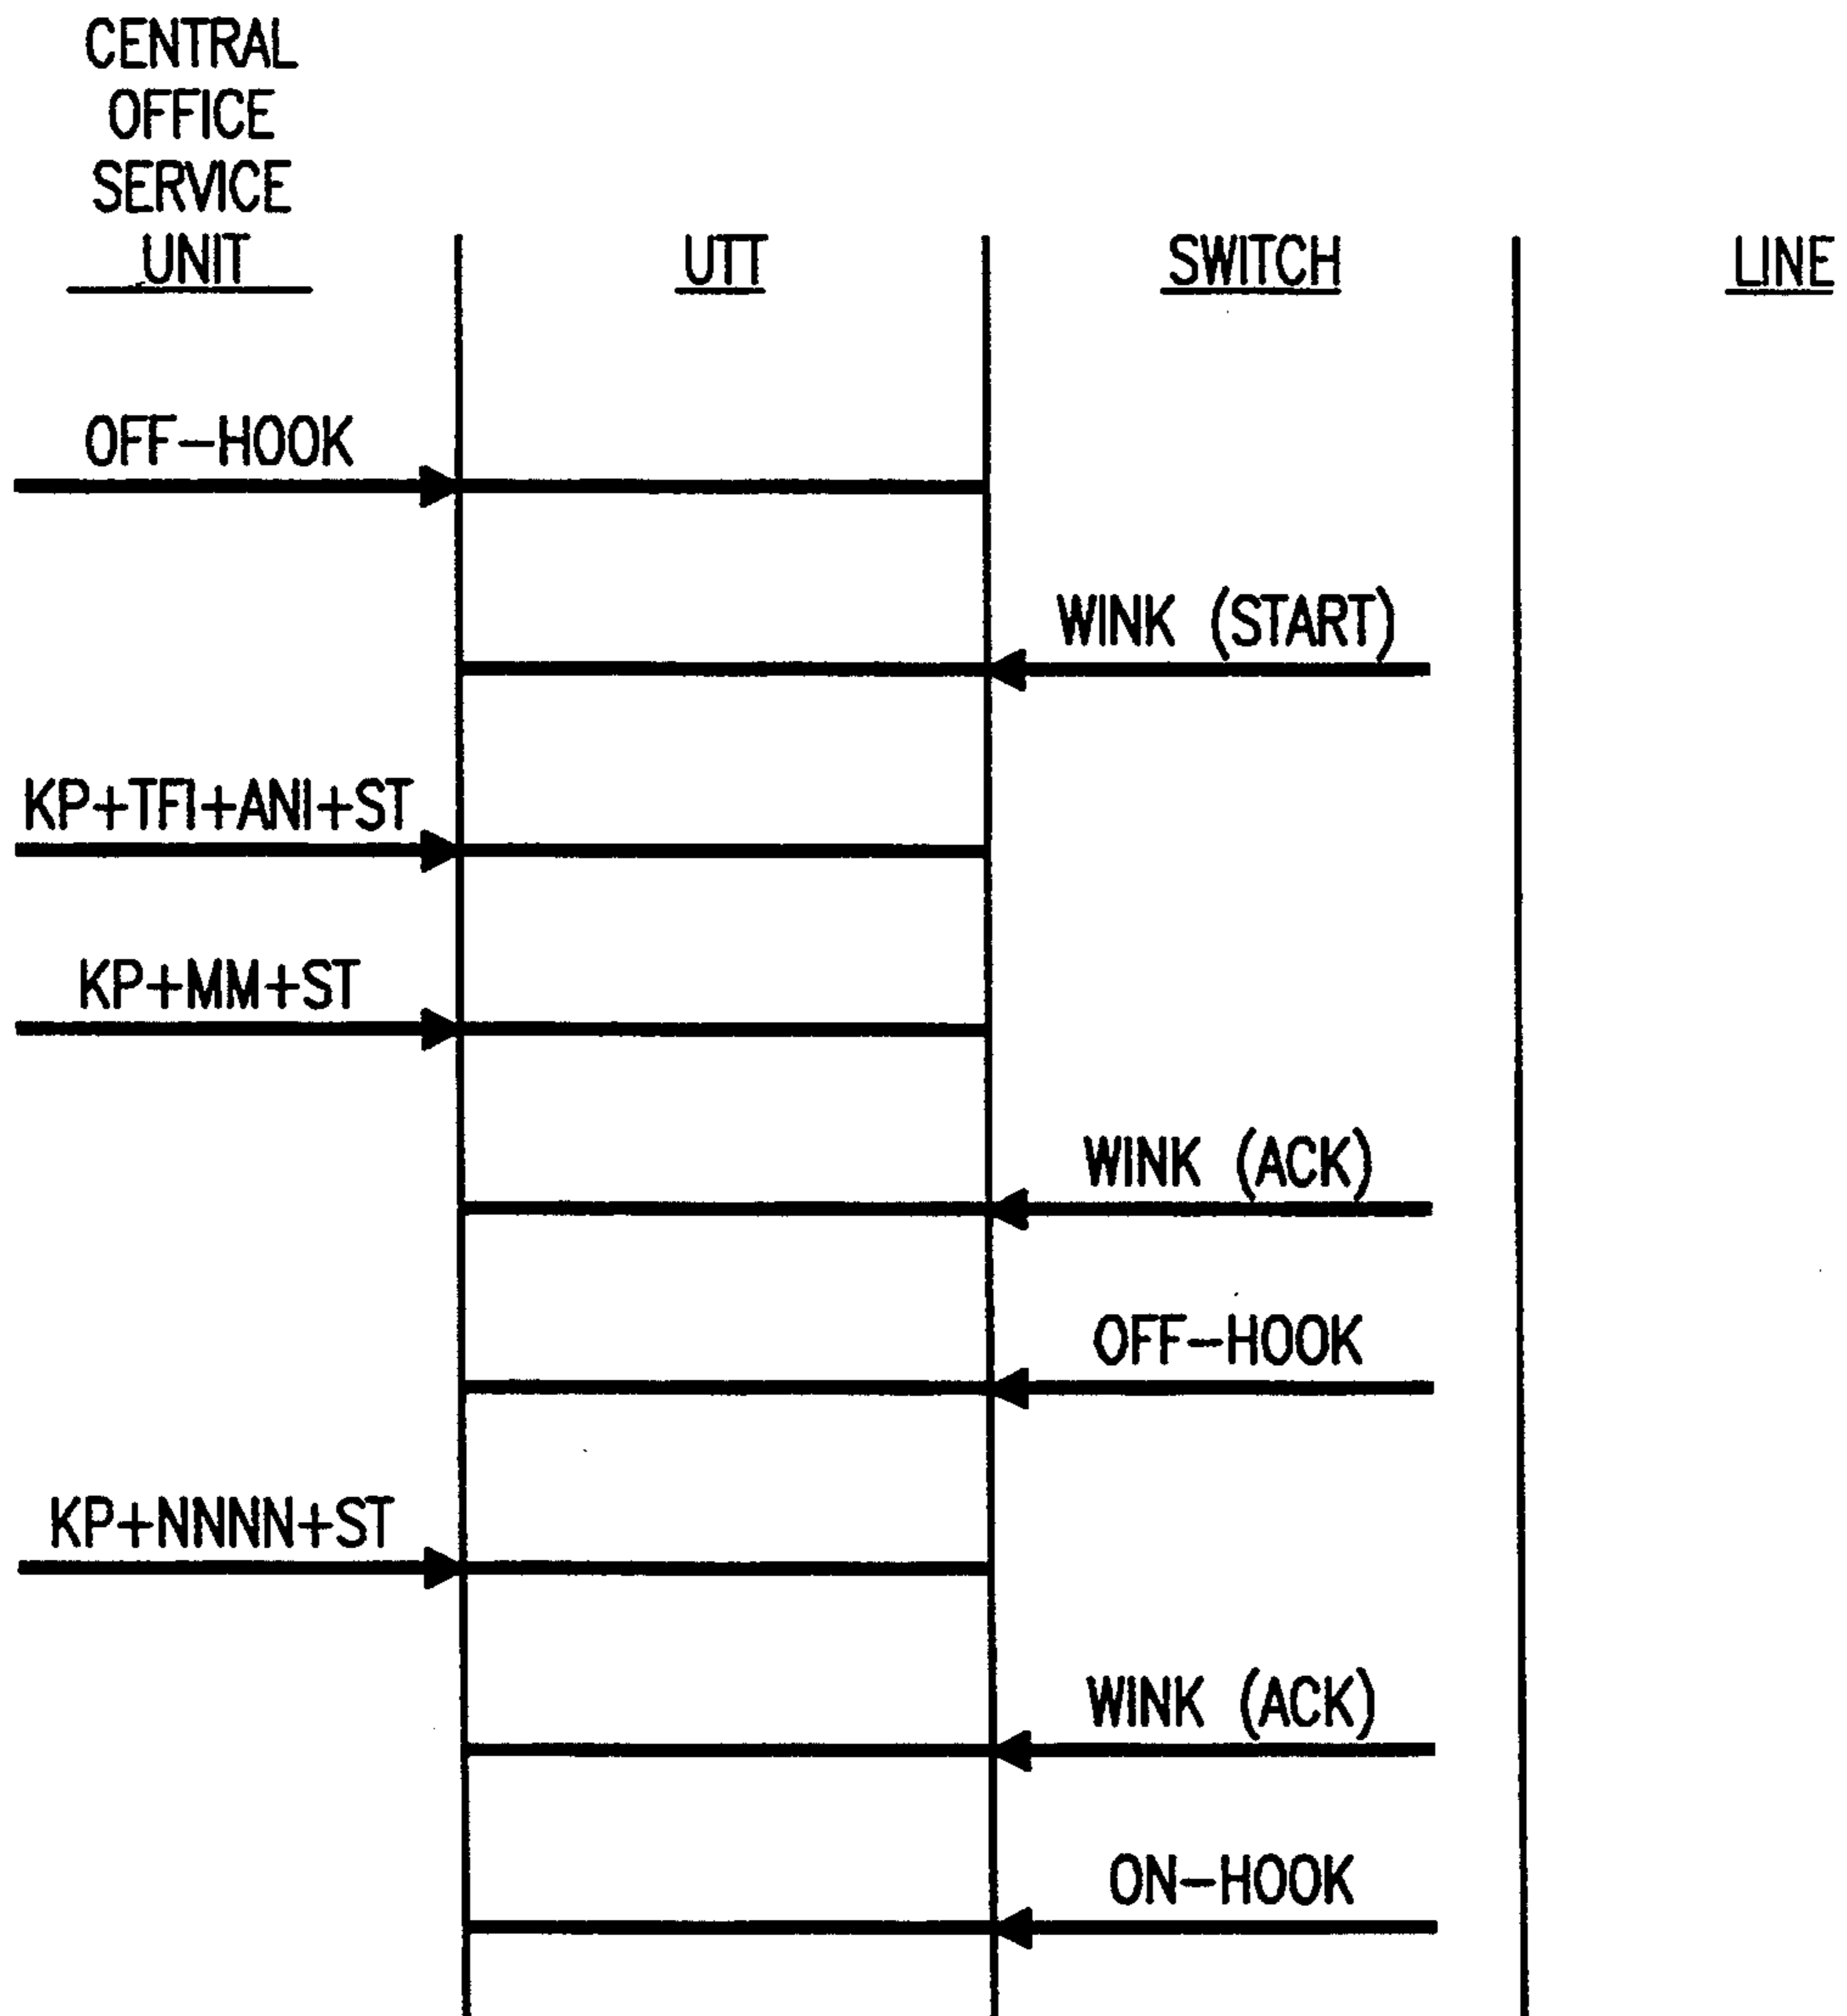 CENTRAL
OFFICE
SERVICE
UNIT
UTT
SWITCH
LINE
OFF-HOOK
WINK (START)
KP+TFI+ANI+ST
KP+MM+ST
WINK (ACK)
OFF-HOOK
KP+NNNN+ST
WINK (ACK)
ON-HOOK